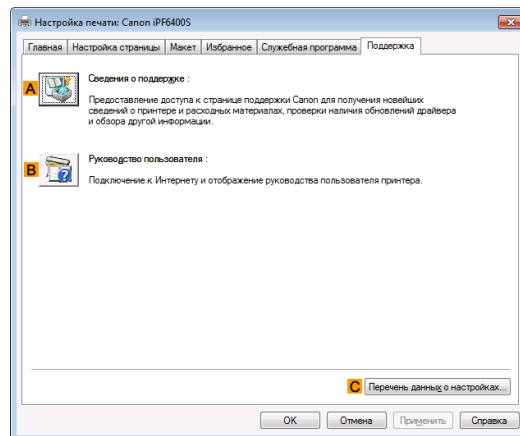 Настройка печати: Canon iPF6400S
Главная Настройка страницы Макет Избранное Служебная программа Поддержка
A
Сведения о поддержке :
Предоставление доступа к странице поддержки Canon для получения новейших
сведений о принтере и расходных материалах, проверки наличия обновлений драйвера
и обзора другой информации.
B
Руководство пользователя :
Подключение к Интернету и отображение руководства пользователя принтера.
C
Перечень данных о настройках...
OK Отмена Применить Справка